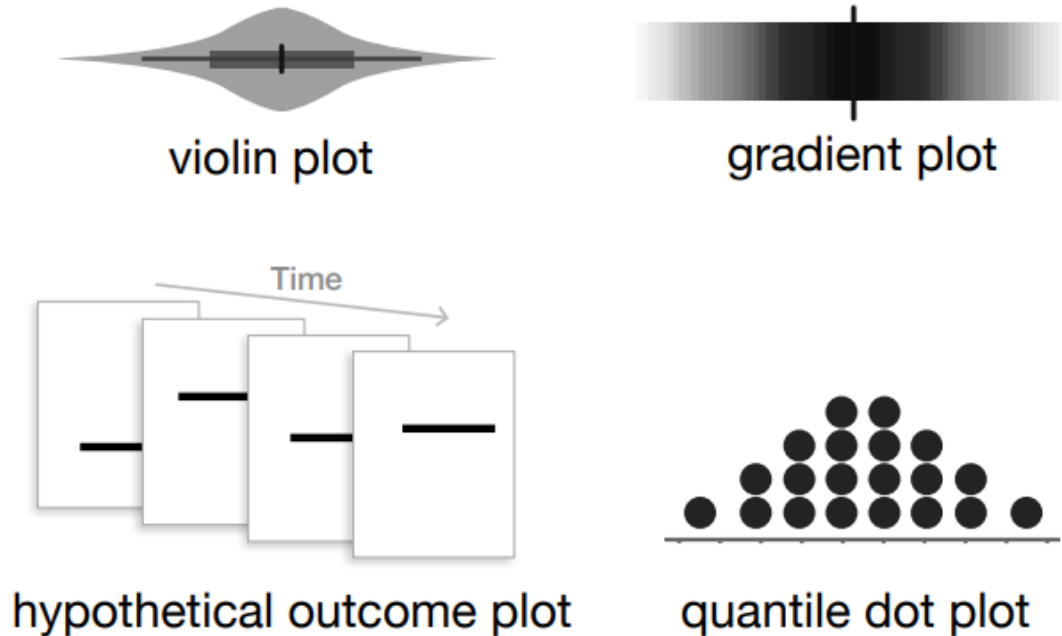 violin plot
gradient plot
Time
hypothetical outcome plot
quantile dot plot